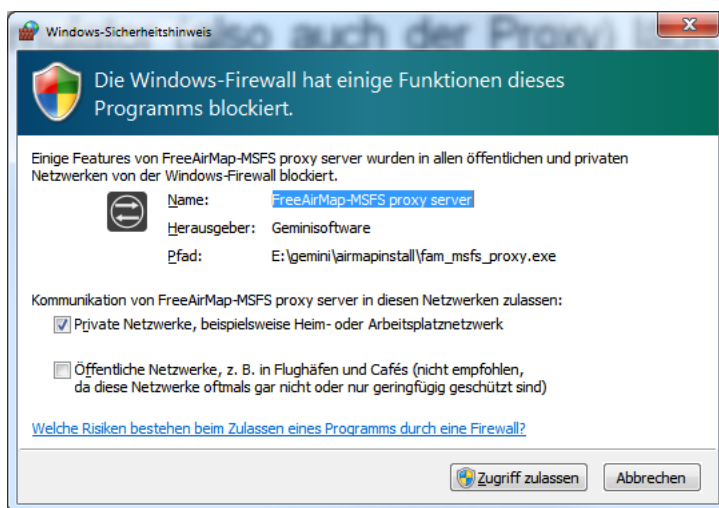 Windows-Sicherheitshinweis
(also auch der Proxy)
Die Windows-Firewall hat einige Funktionen dieses
Programms blockiert.
Einige Features von FreeAirMap-MSFS proxy server wurden in allen öffentlichen und privaten
Netzwerken von der Windows-Firewall blockiert.
Name: FreeAirMap-MSFS proxy server
Herausgeber: Geminisoftware
Pfad: E:\gemini\airmapinstall\fam_msfs_proxy.exe
Kommunikation von FreeAirMap-MSFS proxy server in diesen Netzwerken zulassen:
Private Netzwerke, beispielsweise Heim- oder Arbeitsplatznetzwerk
Öffentliche Netzwerke, z. B. in Flughäfen und Cafés (nicht empfohlen,
da diese Netzwerke oftmals gar nicht oder nur geringfügig geschützt sind)
Welche Risiken bestehen beim Zulassen eines Programms durch eine Firewall?
Zugriff zulassen Abbrechen